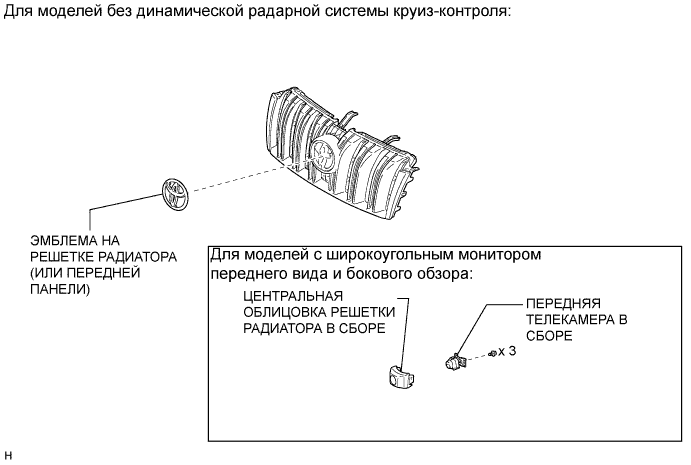 Для моделей без динамической радарной системы круиз-контроля:
ЭМБЛЕМА НА
РЕШЕТКЕ РАДИАТОРА
(ИЛИ ПЕРЕДНЕЙ
ПАНЕЛИ)
Для моделей с широкоугольным монитором
переднего вида и бокового обзора:
ЦЕНТРАЛЬНАЯ
ОБЛИЦОВКА РЕШЕТКИ
РАДИАТОРА В СБОРЕ
ПЕРЕДНЯЯ
ТЕЛЕКАМЕРА В
СБОРЕ
x 3
H